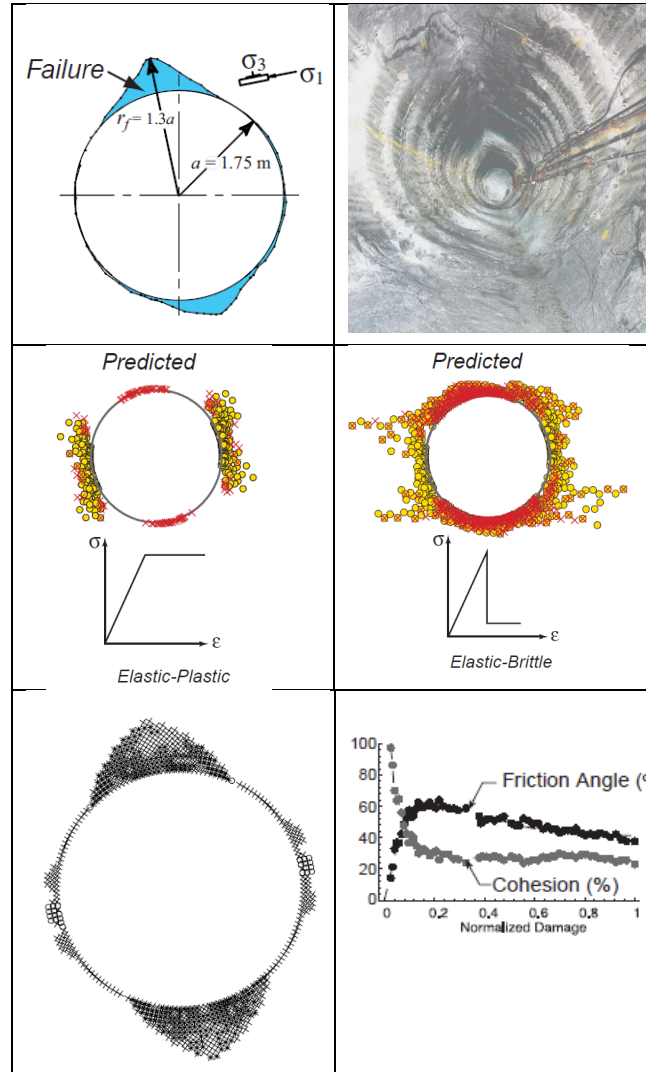 Failure
σ3
σ1
rf = 1.3a
a = 1.75 m
Predicted
σ
ε
Elastic-Plastic
Predicted
σ
ε
Elastic-Brittle
100
80
60
40
20
0
Friction Angle (%
Cohesion (%)
0 0.2 0.4 0.6 0.8 1
Normalized Damage